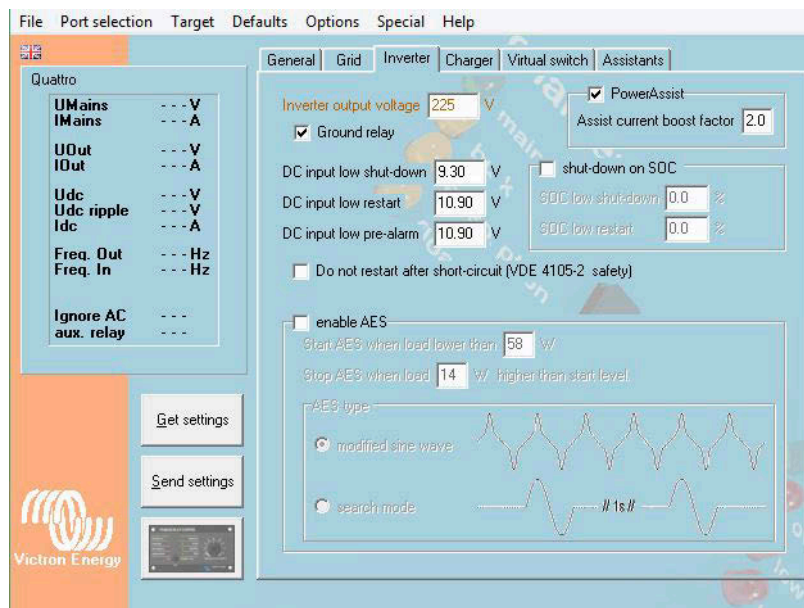 File Port selection Target Defaults Options Special Help
General Grid Inverter Charger Virtual switch Assistants
Quattro
UMains - - - V
IMains - - - A
UOut - - - V
IOut - - - A
Udc - - - V
Udc ripple - - - V
Idc - - - A
Freq. Out - - - Hz
Freq. In - - - Hz
Ignore AC - - -
aux. relay - - -
Get settings
Send settings
Victron Energy
Inverter output voltage 225 V
Ground relay
PowerAssist
Assist current boost factor 2.0
DC input low shut-down 9.30 V
DC input low restart 10.90 V
DC input low pre-alarm 10.90 V
shut-down on SOC
SOC low shut-down 0.0 %
SOC low restart 0.0 %
Do not restart after short-circuit (VDE 4105-2 safety)
enable AES
Start AES when load lower than 58 W
Stop AES when load 14 W higher than start level.
AES type
modified sine wave
search mode
// 1s //